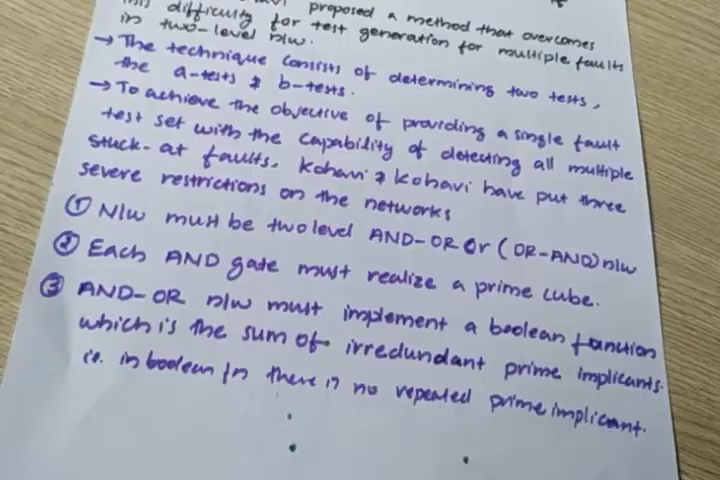 proposed a method that overcomes
this difficulty for test generation for multiple faults
in two-level n/w.
→ The technique consists of determining two tests,
the a-tests & b-tests.
→ To achieve the objective of providing a single fault
test set with the capability of detecting all multiple
stuck-at faults, Kohavi & Kohavi have put three
severe restrictions on the networks
① N/w must be two level AND-OR or (OR-AND) n/w
② Each AND gate must realize a prime cube.
③ AND-OR n/w must implement a boolean function
which is the sum of irredundant prime implicants.
i.e. in boolean fn there is no repeated prime implicant.